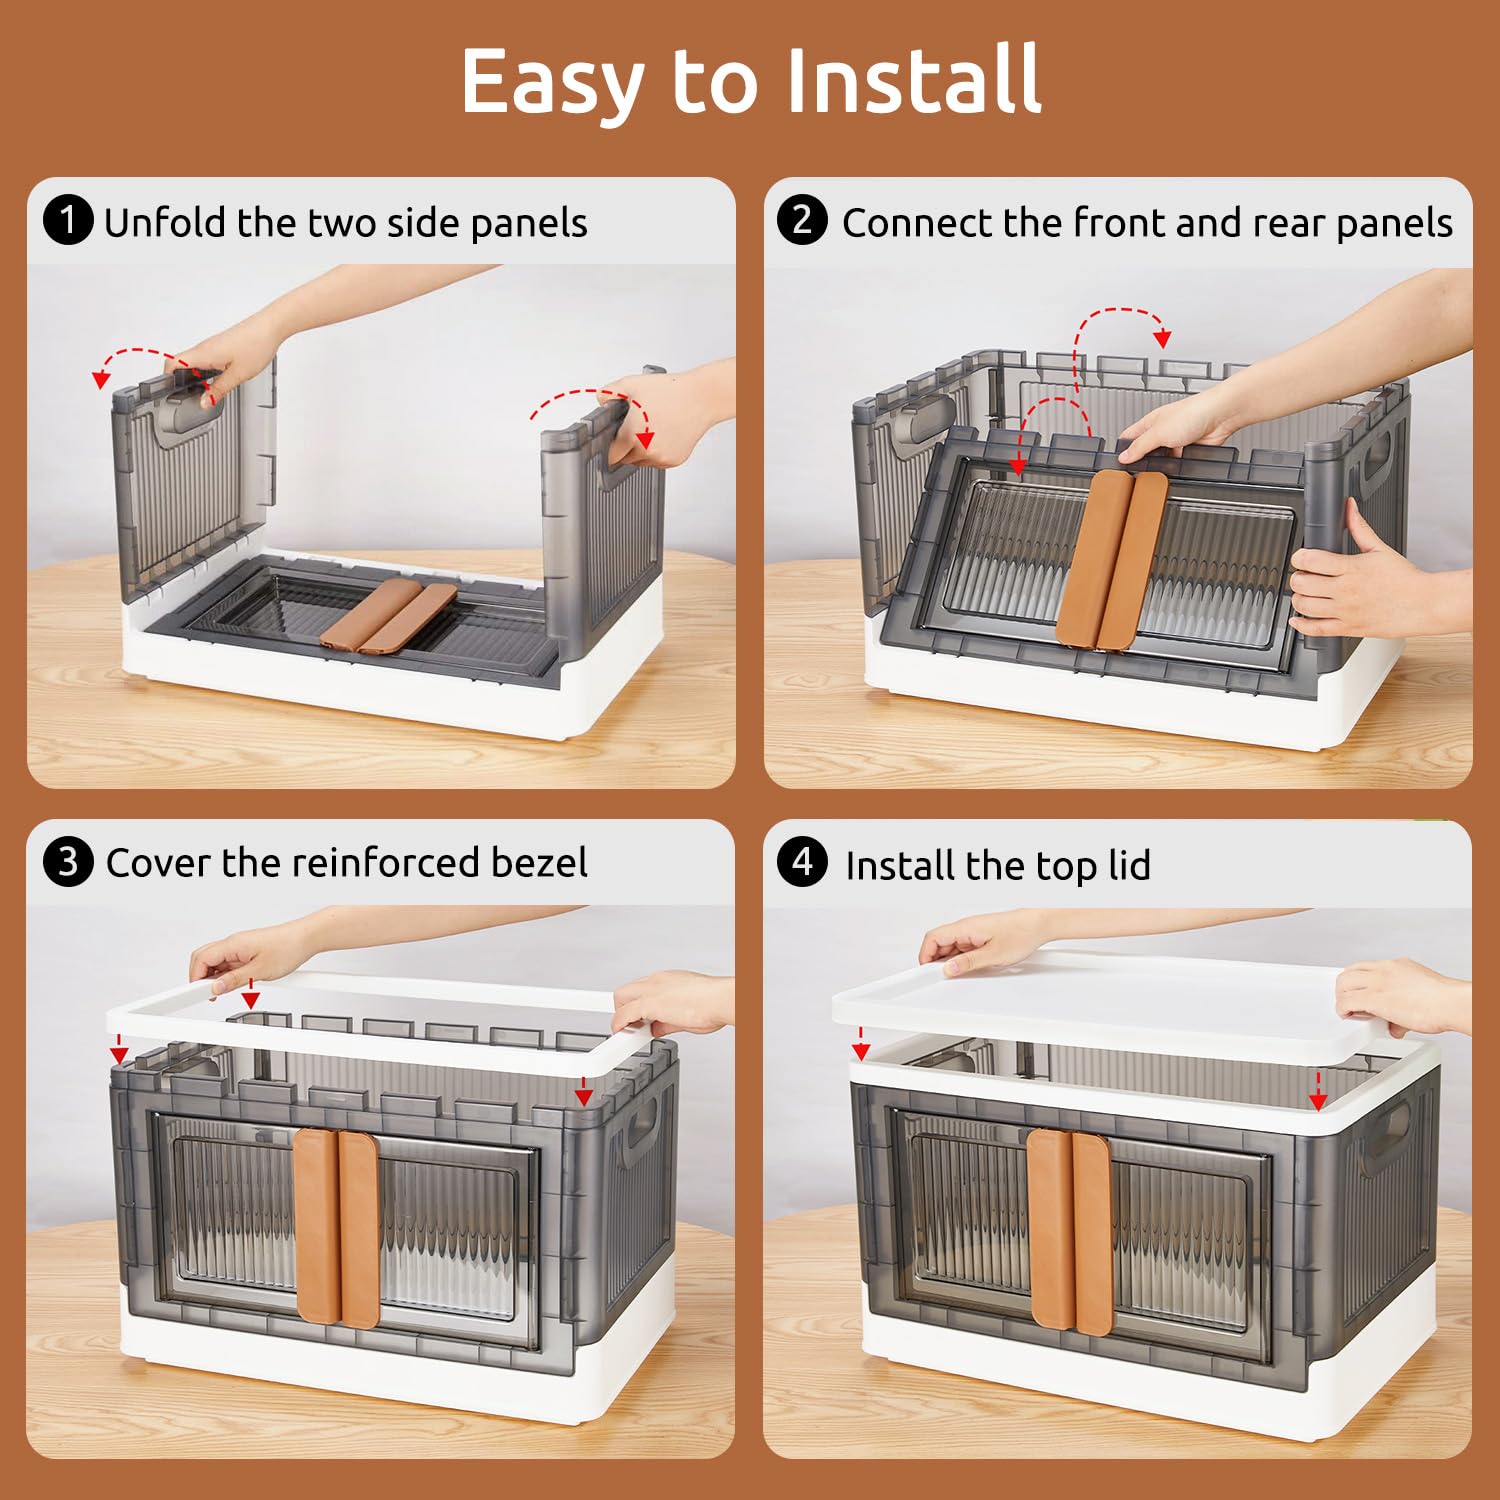 Easy to Install
1 Unfold the two side panels
2 Connect the front and rear panels
3 Cover the reinforced bezel
4 Install the top lid